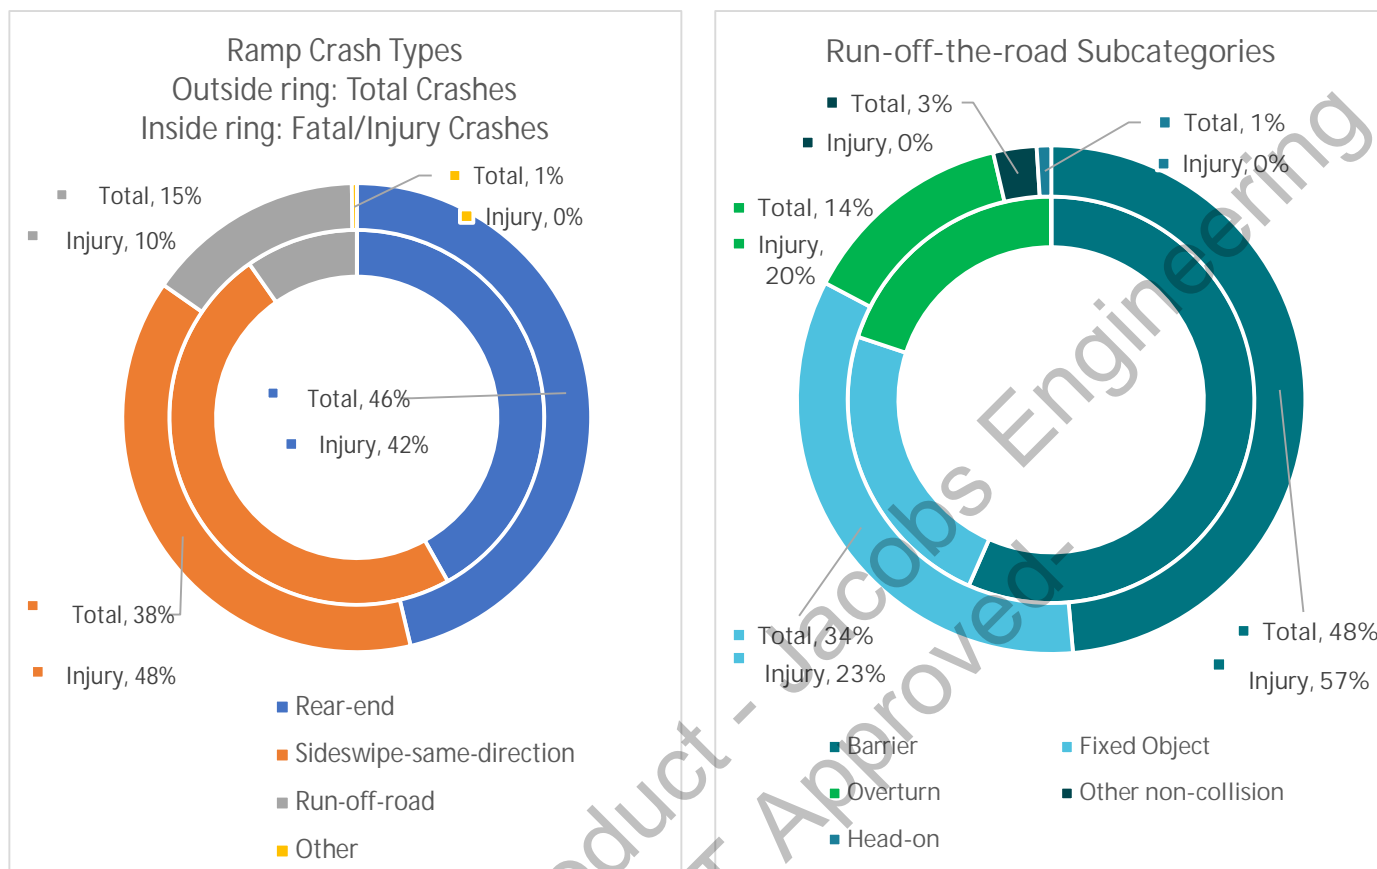 Ramp Crash Types
Outside ring: Total Crashes
Inside ring: Fatal/Injury Crashes
Total, 1%
Injury, 0%
Total, 15%
Injury, 10%
Total, 46%
Injury, 42%
Total, 38%
Injury, 48%
Rear-end
Sideswipe-same-direction
Run-off-road
Other
Run-off-the-road Subcategories
Total, 3%
Injury, 0%
Total, 1%
Injury, 0%
Total, 14%
Injury,
20%
Total, 34%
Injury, 23%
Total, 48%
Injury, 57%
Barrier
Fixed Object
Overturn
Other non-collision
Head-on
- Jacobs Engineering
Approved-